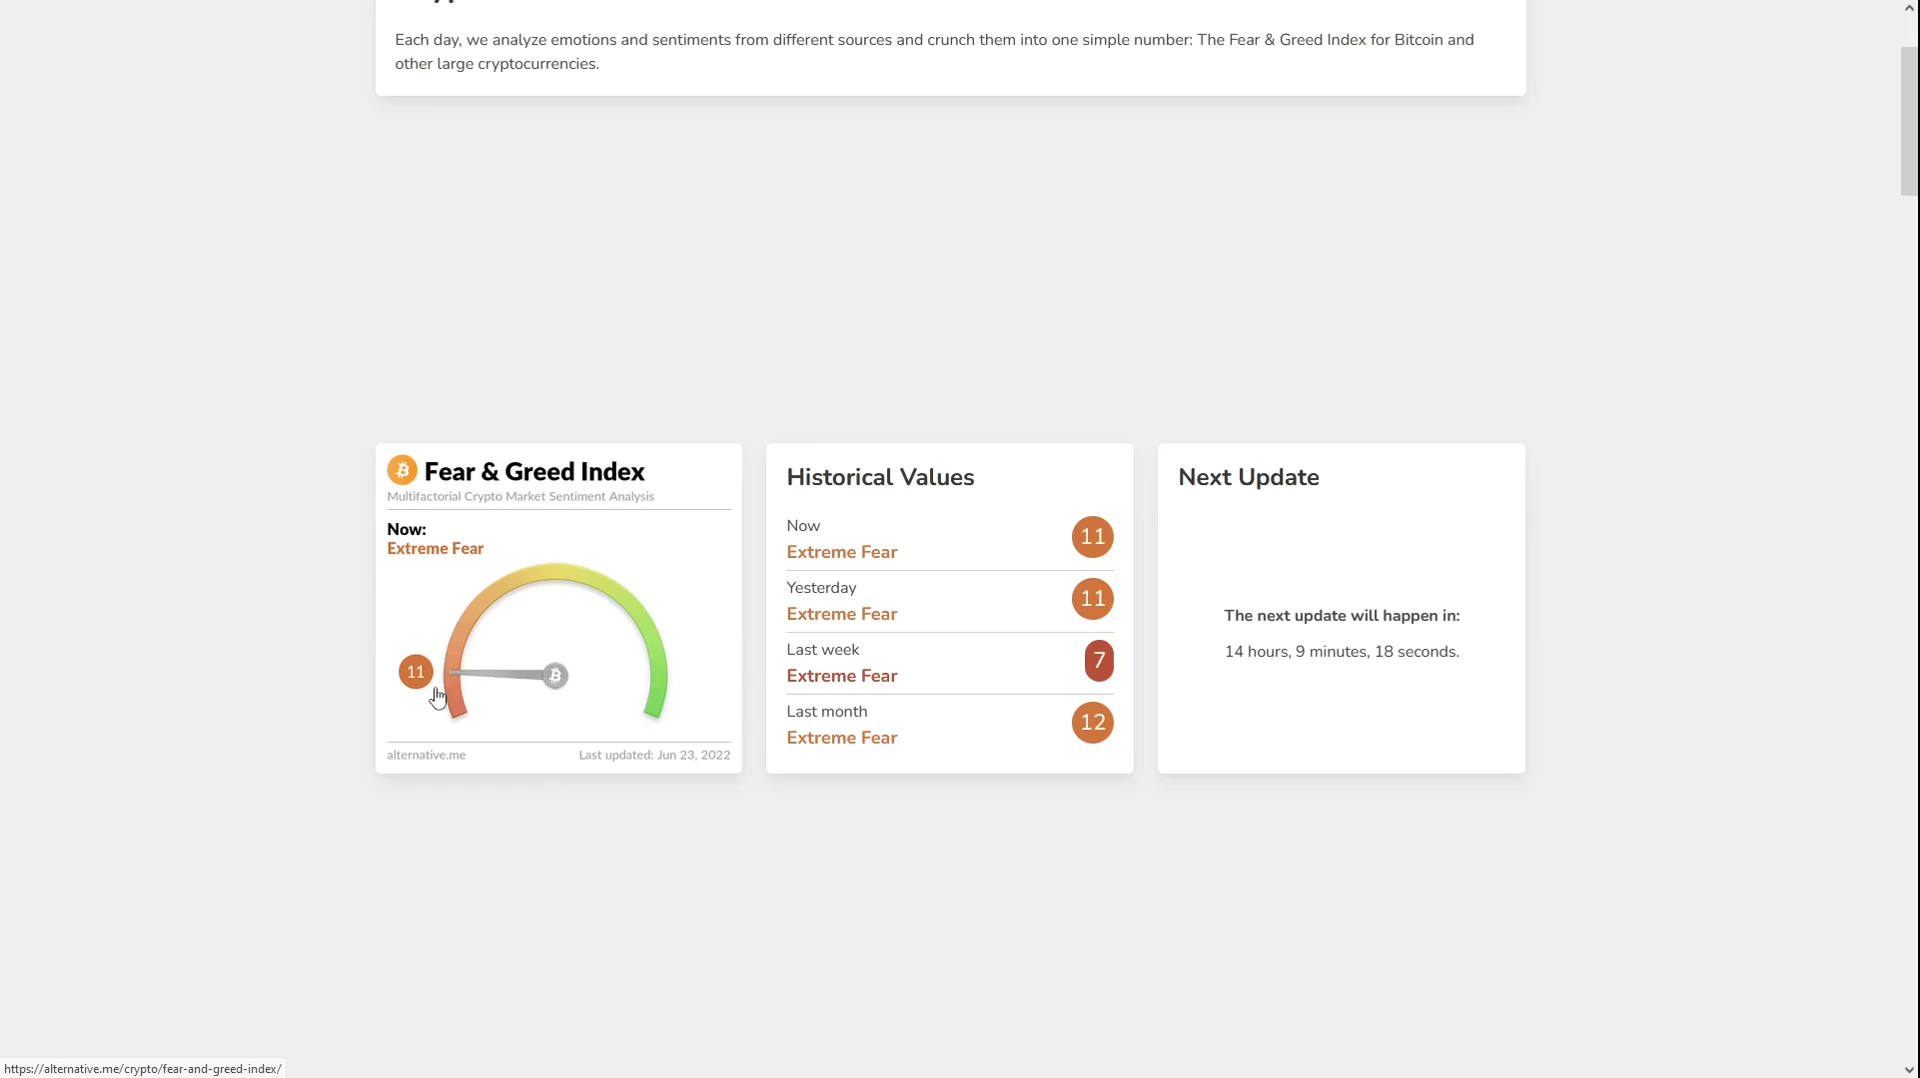 Each day, we analyze emotions and sentiments from different sources and crunch them into one simple number: The Fear & Greed Index for Bitcoin and
other large cryptocurrencies.
Fear & Greed Index
Multifactorial Crypto Market Sentiment Analysis
Now:
Extreme Fear
11
alternative.me
Last updated: Jun 23, 2022
Historical Values
Now
Extreme Fear
11
Yesterday
Extreme Fear
11
Last week
Extreme Fear
7
Last month
Extreme Fear
12
Next Update
The next update will happen in:
14 hours, 9 minutes, 18 seconds.
https://alternative.me/crypto/fear-and-greed-index/